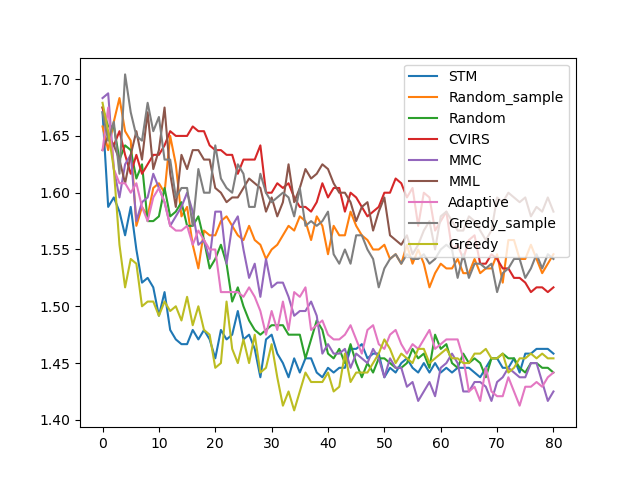 1.70
1.65
1.60
1.55
1.50
1.45
1.40
0
10
20
30
40
50
60
70
80
STM
Random_sample
Random
CVIRS
MMC
MML
Adaptive
Greedy_sample
Greedy